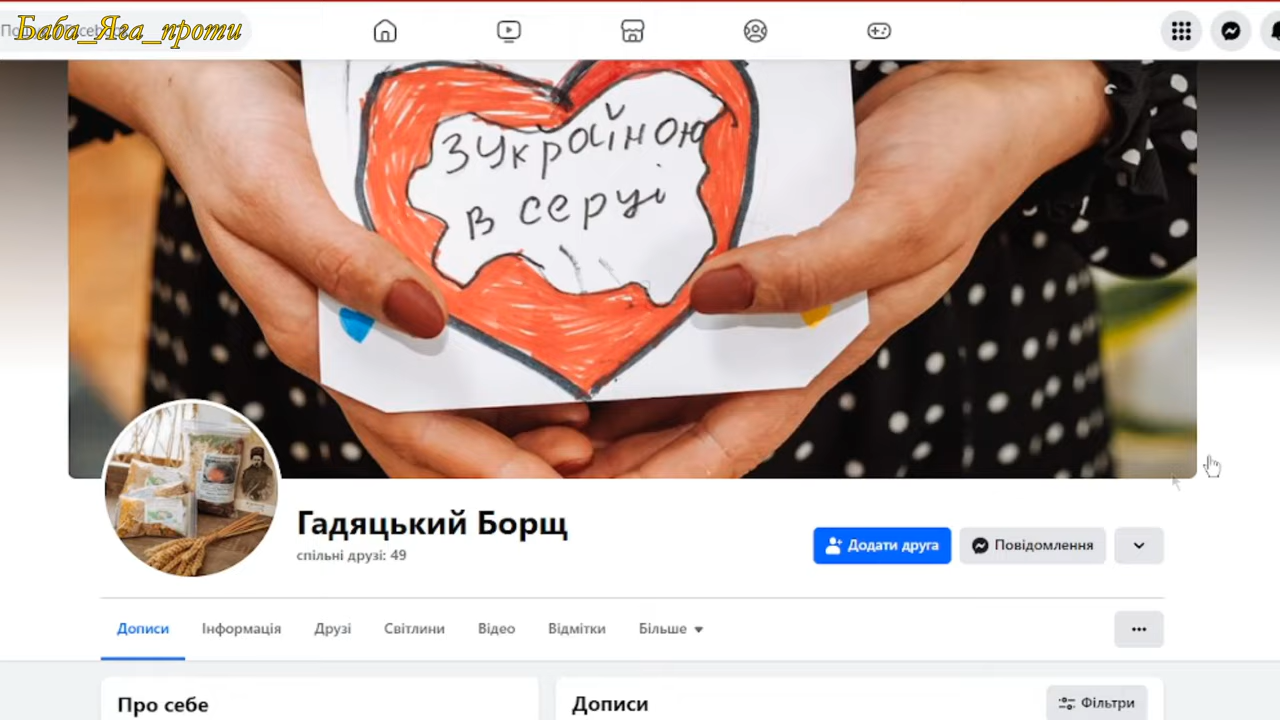 Баба_Яга_проти
З Україною
в серці
Гадяцький Борщ
спільні друзі: 49
Додати друга
Повідомлення
Дописи Інформація Друзі Світлини Відео Відмітки Більше
Про себе
Дописи
Фільтри